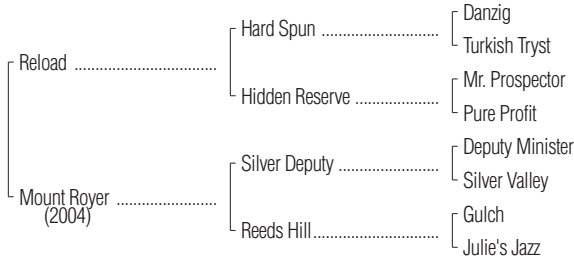 Danzig
Hard Spun ........................
Turkish Tryst
Reload .............................
Mr. Prospector
Hidden Reserve .................
Pure Profit
Deputy Minister
Silver Deputy ....................
Silver Valley
Mount Royer ....................
(2004)
Gulch
Reeds Hill.........................
Julie's Jazz